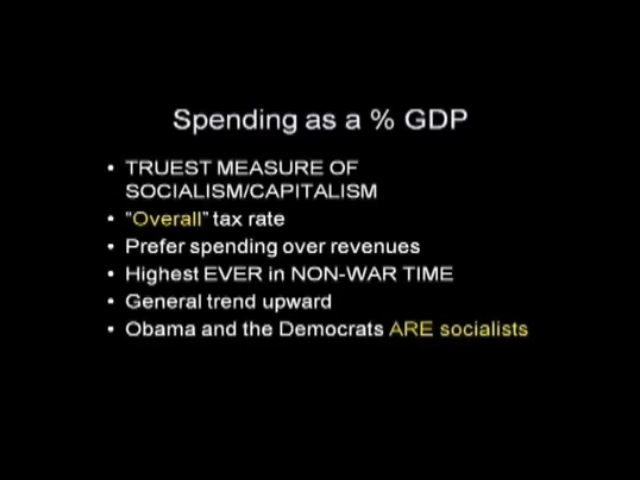 Spending as a % GDP
• TRUEST MEASURE OF
SOCIALISM/CAPITALISM
• "Overall" tax rate
• Prefer spending over revenues
• Highest EVER in NON-WAR TIME
• General trend upward
• Obama and the Democrats ARE socialists